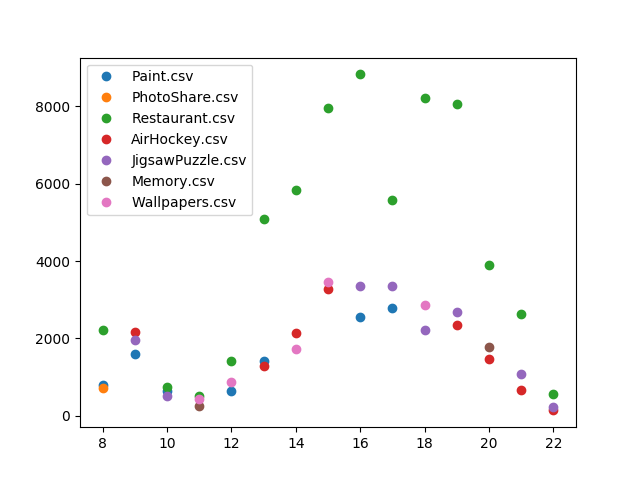 Paint.csv
PhotoShare.csv
Restaurant.csv
AirHockey.csv
JigsawPuzzle.csv
Memory.csv
Wallpapers.csv
8000
6000
4000
2000
0
8 10 12 14 16 18 20 22